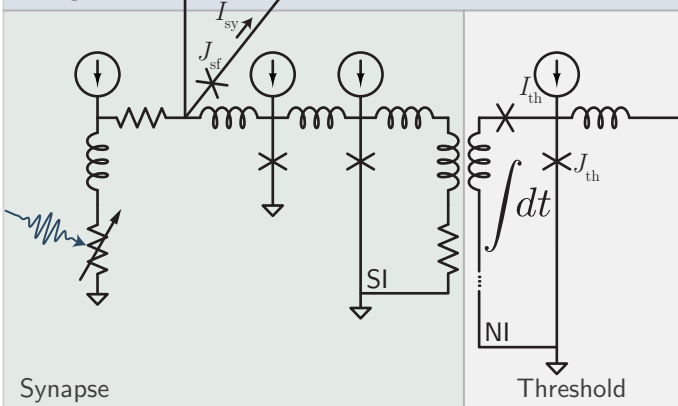 I_sy
J_sf
I_th
J_th
∫dt
SI
NI
Synapse
Threshold